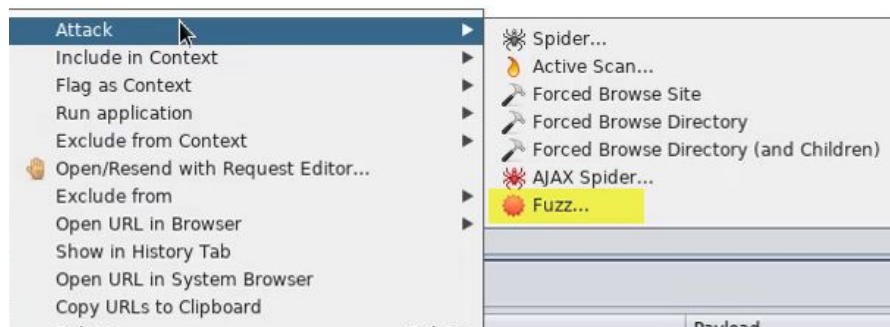 Attack
Include in Context
Flag as Context
Run application
Exclude from Context
Open/Resend with Request Editor...
Exclude from
Open URL in Browser
Show in History Tab
Open URL in System Browser
Copy URLs to Clipboard
Spider...
Active Scan...
Forced Browse Site
Forced Browse Directory
Forced Browse Directory (and Children)
AJAX Spider...
Fuzz...
Payload